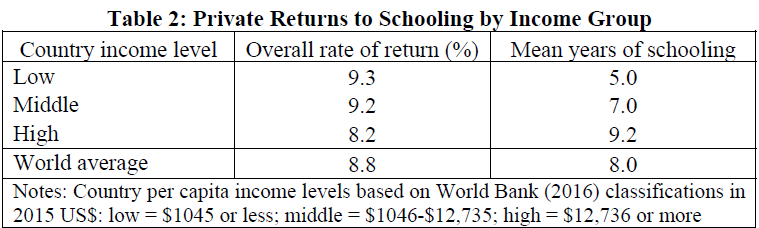 Table 2: Private Returns to Schooling by Income Group
Country income level Overall rate of return (%) Mean years of schooling
Low 9.3 5.0
Middle 9.2 7.0
High 8.2 9.2
World average 8.8 8.0
Notes: Country per capita income levels based on World Bank (2016) classifications in
2015 US$: low = $1045 or less; middle = $1046-$12,735; high = $12,736 or more